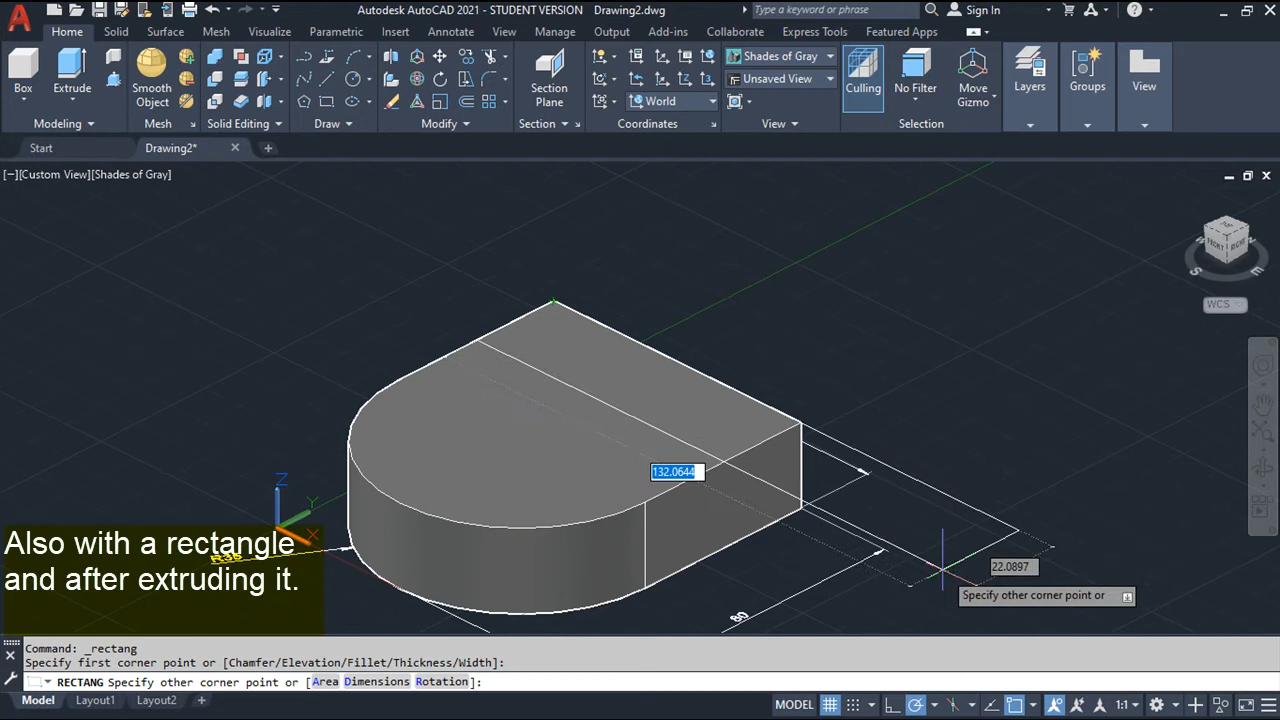 Autodesk AutoCAD 2021 - STUDENT VERSION Drawing2.dwg
Type a keyword or phrase
Sign In
Home Solid Surface Mesh Visualize Parametric Insert Annotate View Manage Output Add-ins Collaborate Express Tools Featured Apps
Box Extrude Smooth Object Section Plane World Shades of Gray Unsaved View Culling No Filter Move Gizmo Layers Groups View
Modeling Mesh Solid Editing Draw Modify Section Coordinates View Selection
Start Drawing2* +
[−][Custom View][Shades of Gray]
TOP
FRONT RIGHT
S E
WCS
132.0644
Z
Y
X
Also with a rectangle
R35
and after extruding it.
22.0897
Specify other corner point or
80
Command: _rectang
Specify first corner point or [Chamfer/Elevation/Fillet/Thickness/Width]:
RECTANG Specify other corner point or [Area Dimensions Rotation]:
Model Layout1 Layout2 +
MODEL 1:1